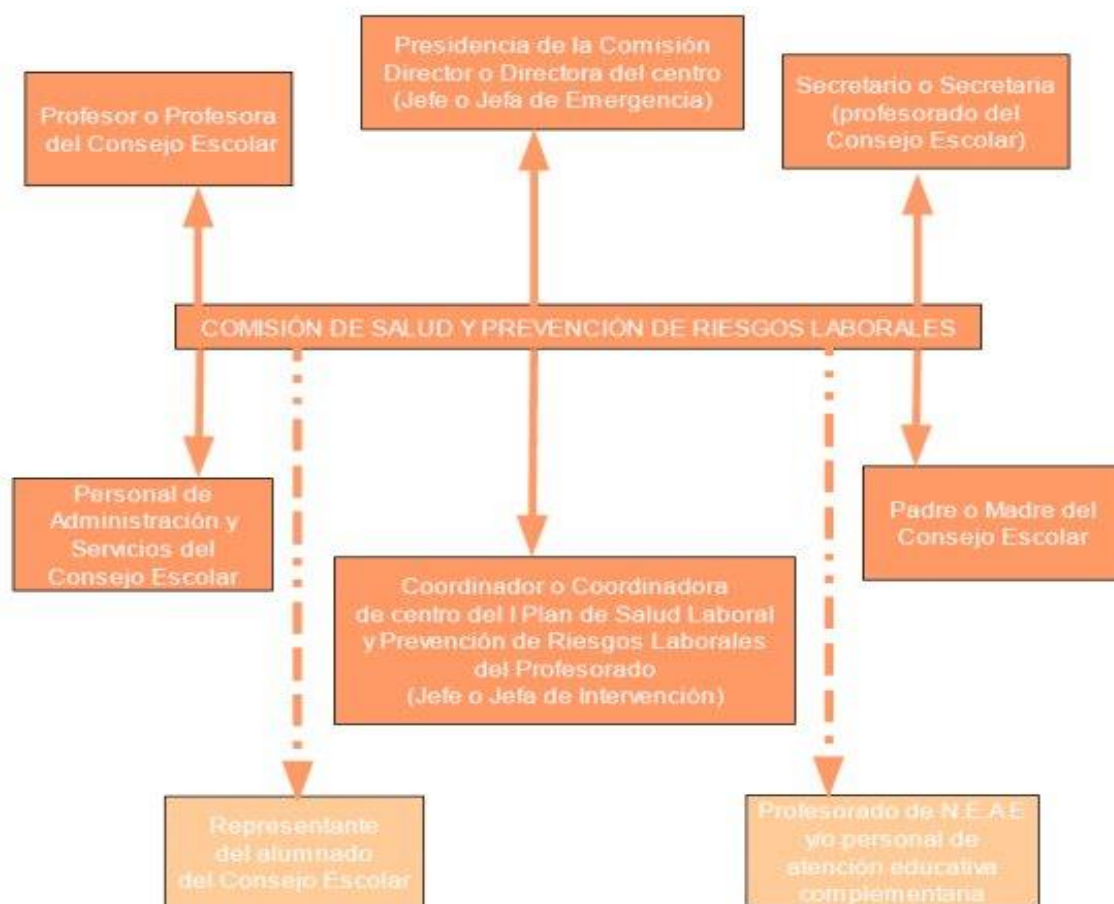 Presidencia de la Comisión
Director o Directora del centro
(Jefe o Jefa de Emergencia)
Profesor o Profesora
del Consejo Escolar
Secretario o Secretaria
(profesorado del
Consejo Escolar)
COMISIÓN DE SALUD Y PREVENCIÓN DE RIESGOS LABORALES
Personal de
Administración y
Servicios del
Consejo Escolar
Coordinador o Coordinadora
de centro del I Plan de Salud Laboral
y Prevención de Riesgos Laborales
del Profesorado
(Jefe o Jefa de Intervención)
Padre o Madre del
Consejo Escolar
Representante
del alumnado
del Consejo Escolar
Profesorado de N.E.A.E
y/o personal de
atención educativa
complementaria